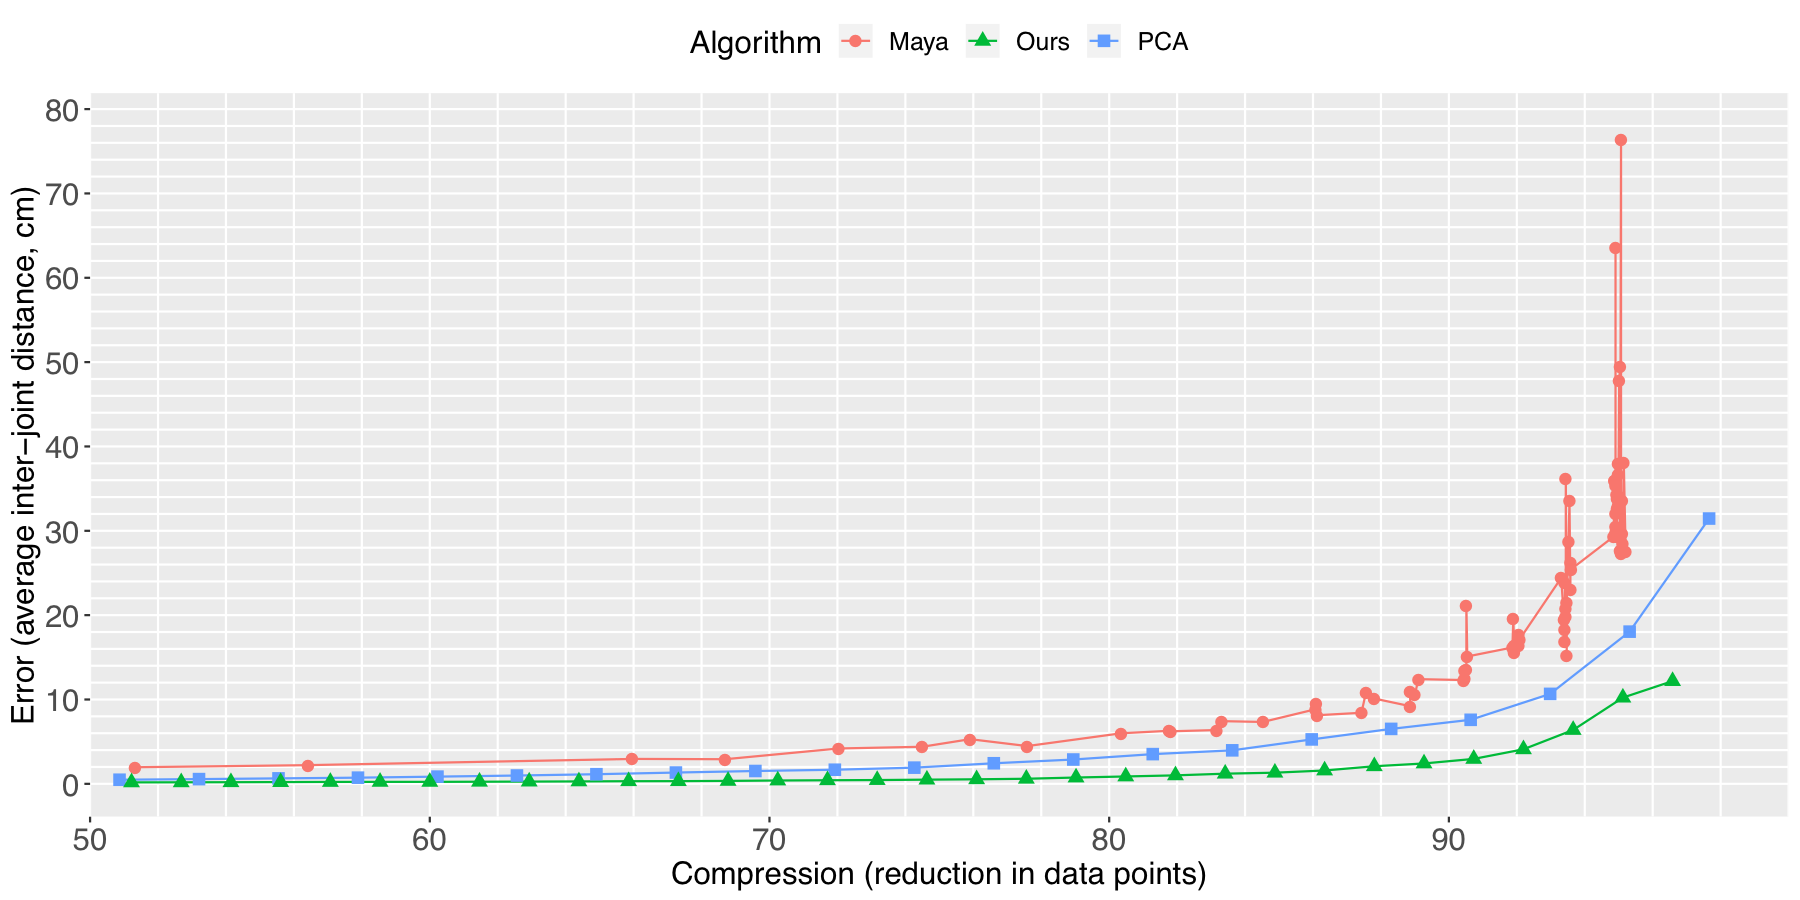 Algorithm Maya Ours PCA
Error (average inter−joint distance, cm)
80
70
60
50
40
30
20
10
0
50 60 70 80 90
Compression (reduction in data points)